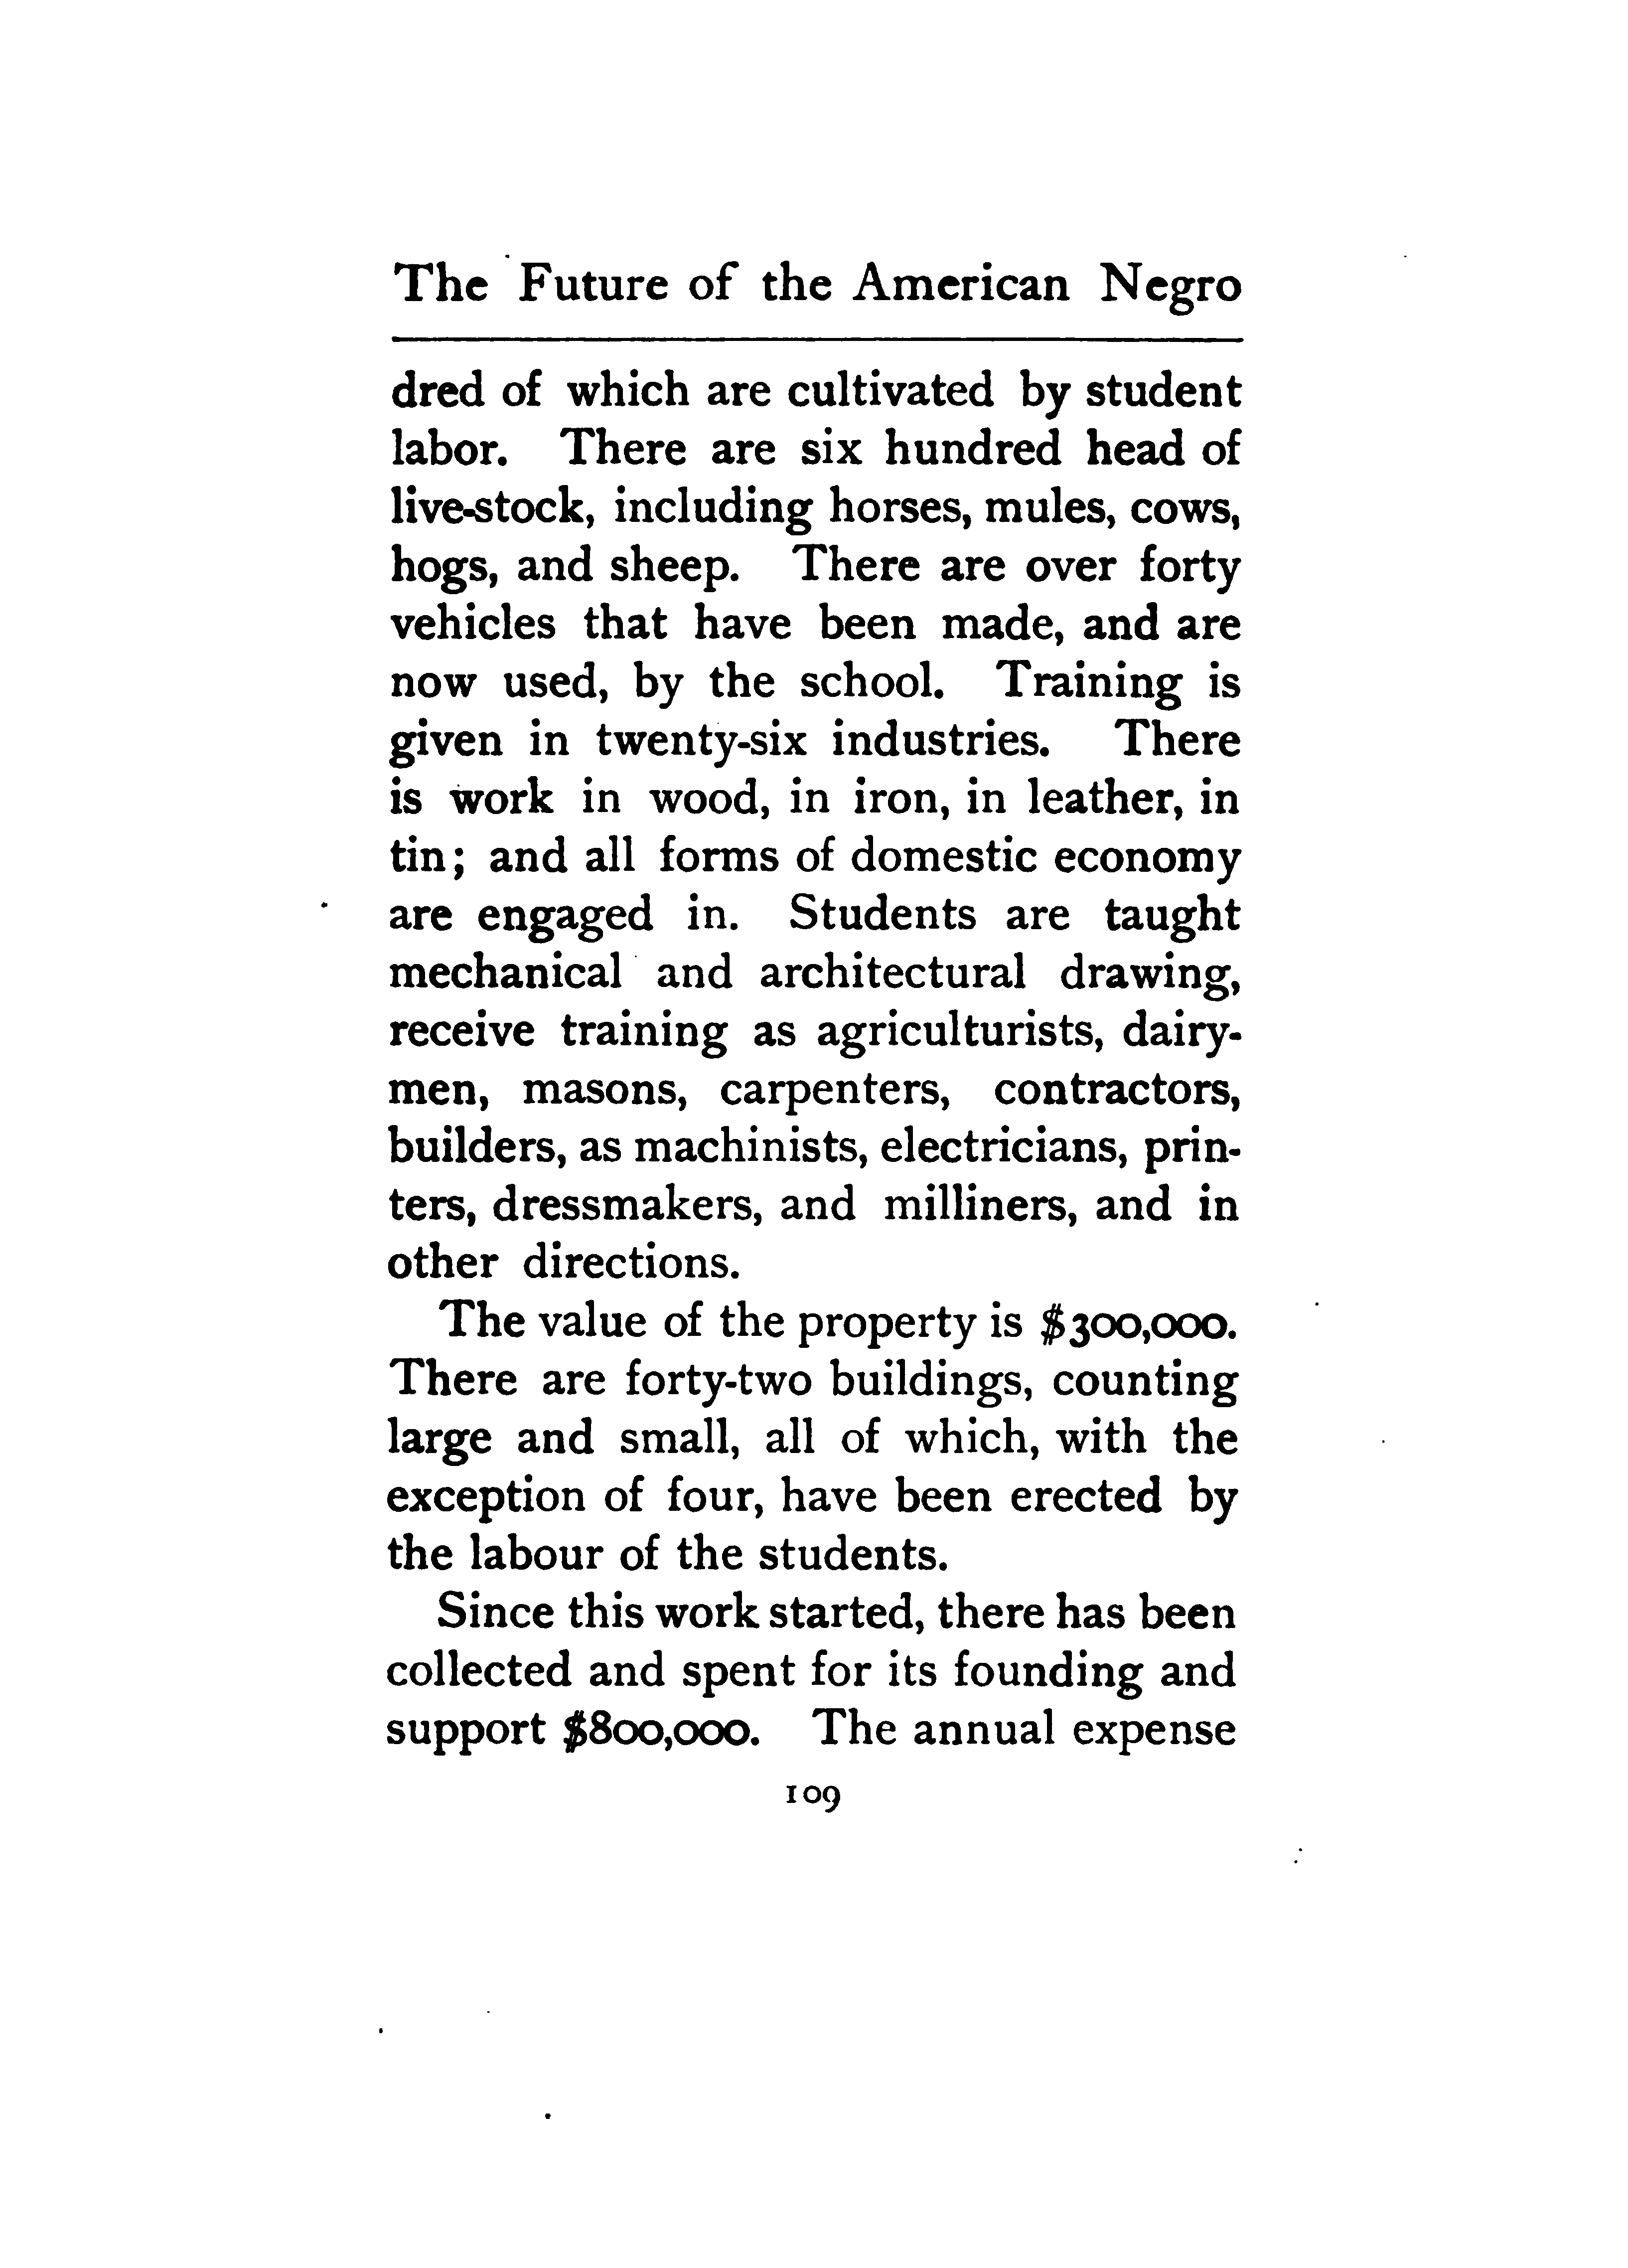 The Future of the American Negro
dred of which are cultivated by student
labor. There are six hundred head of
live-stock, including horses, mules, cows,
hogs, and sheep. There are over forty
vehicles that have been made, and are
now used, by the school. Training is
given in twenty-six industries. There
is work in wood, in iron, in leather, in
tin; and all forms of domestic economy
are engaged in. Students are taught
mechanical and architectural drawing,
receive training as agriculturists, dairy-
men, masons, carpenters, contractors,
builders, as machinists, electricians, prin-
ters, dressmakers, and milliners, and in
other directions.
The value of the property is $300,000.
There are forty-two buildings, counting
large and small, all of which, with the
exception of four, have been erected by
the labour of the students.
Since this work started, there has been
collected and spent for its founding and
support $800,000. The annual expense
109